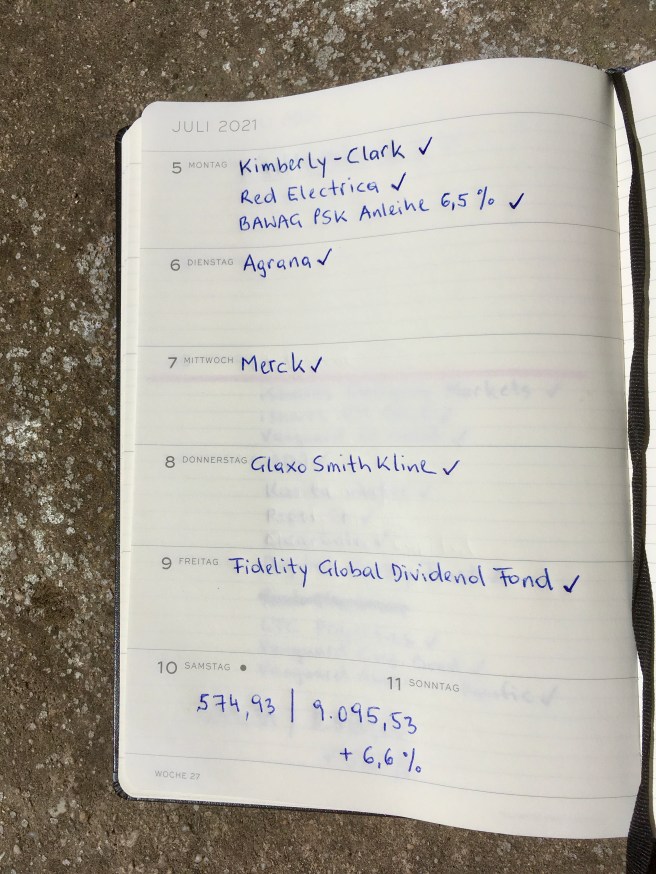 JULI 2021
5 MONTAG Kimberly-Clark ✓
Red Electrica ✓
BAWAG PSK Anleihe 6,5% ✓
6 DIENSTAG Agrana ✓
7 MITTWOCH Merck ✓
8 DONNERSTAG Glaxo Smith Kline ✓
9 FREITAG Fidelity Global Dividend Fond ✓
10 SAMSTAG
11 SONNTAG
574,93 | 9.095,53
+ 6,6%
WOCHE 27